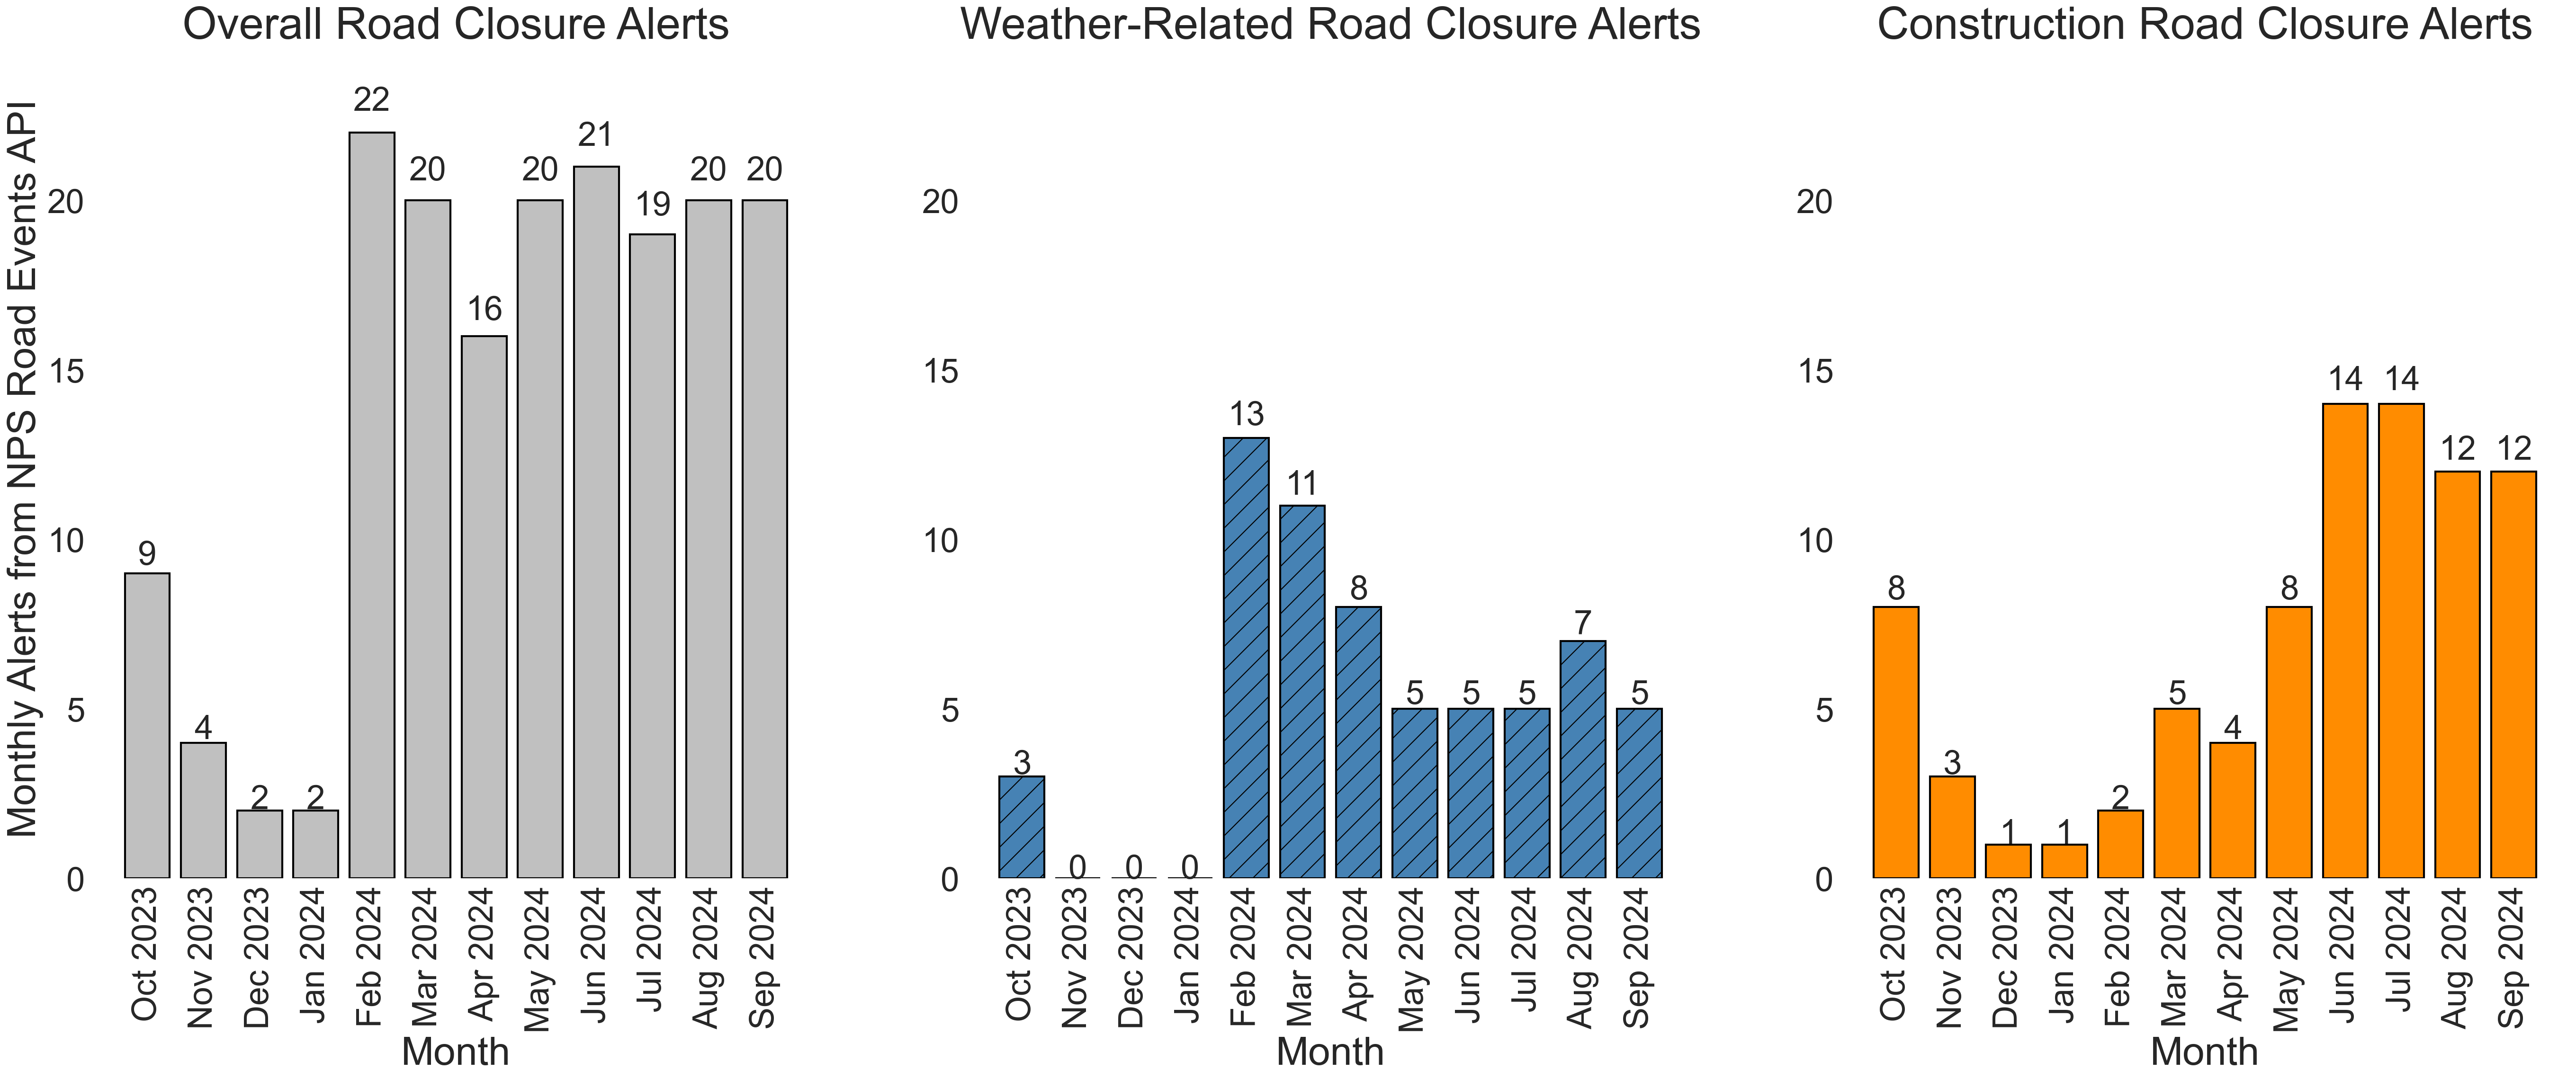 Overall Road Closure Alerts
Monthly Alerts from NPS Road Events API
20
15
10
5
0
9
4
2
2
22
20
16
20
21
19
20
20
Oct 2023
Nov 2023
Dec 2023
Jan 2024
Feb 2024
Mar 2024
Apr 2024
May 2024
Jun 2024
Jul 2024
Aug 2024
Sep 2024
Month
Weather-Related Road Closure Alerts
20
15
10
5
0
3
0
0
0
13
11
8
5
5
5
7
5
Oct 2023
Nov 2023
Dec 2023
Jan 2024
Feb 2024
Mar 2024
Apr 2024
May 2024
Jun 2024
Jul 2024
Aug 2024
Sep 2024
Month
Construction Road Closure Alerts
20
15
10
5
0
8
3
1
1
2
5
4
8
14
14
12
12
Oct 2023
Nov 2023
Dec 2023
Jan 2024
Feb 2024
Mar 2024
Apr 2024
May 2024
Jun 2024
Jul 2024
Aug 2024
Sep 2024
Month